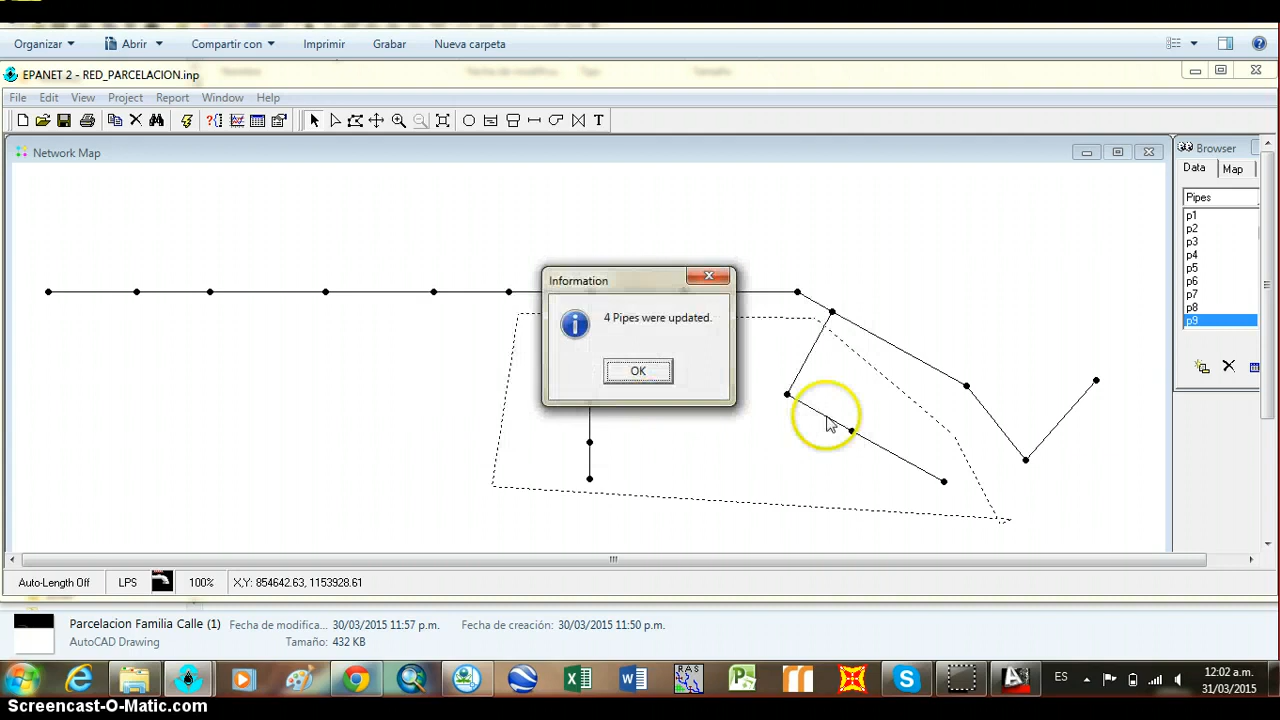 Organizar Abrir Compartir con Imprimir Grabar Nueva carpeta
EPANET 2 - RED_PARCELACION.inp
File Edit View Project Report Window Help
T
Network Map
Browser
Data Map
Pipes
p1
p2
p3
p4
p5
p6
p7
p8
p9
Information
4 Pipes were updated.
OK
Auto-Length Off LPS 100% X,Y: 854642.63, 1153928.61
Parcelacion Familia Calle (1) Fecha de modifica... 30/03/2015 11:57 p.m. Fecha de creación: 30/03/2015 11:50 p.m.
AutoCAD Drawing Tamaño: 432 KB
RAS
ES 12:02 a.m.
31/03/2015
Screencast-O-Matic.com